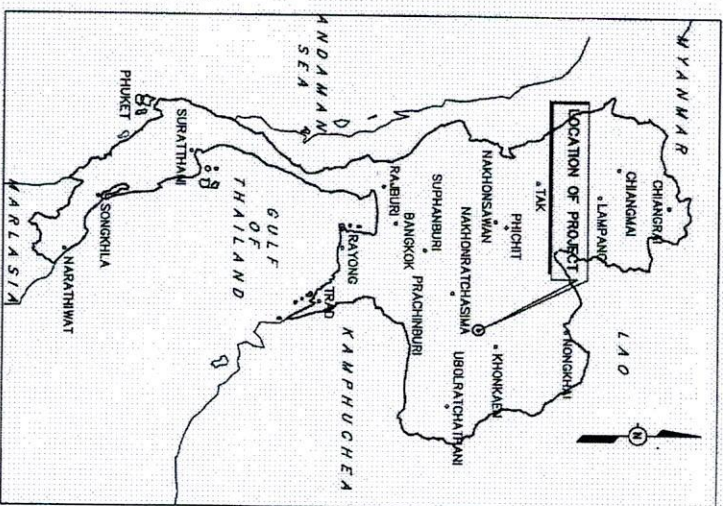 MYANMAR
CHIANGRAI
CHIANGMAI
LAMPANG
LAO
N
LOCATION OF PROJECT
NONGKHAI
TAK
PHICHIT
KHONKAEN
NAKHONSAWAN
NAKHONRATCHASIMA
UBOLRATCHATHANI
SUPHANBURI
PRACHINBURI
RAJBURI
BANGKOK
RAYONG
TRAD
KAMPHUCHEA
ANDAMAN
SEA
GULF
OF
THAILAND
SURATTHANI
PHUKET
SONGKHLA
NARATHIWAT
MARLASIA